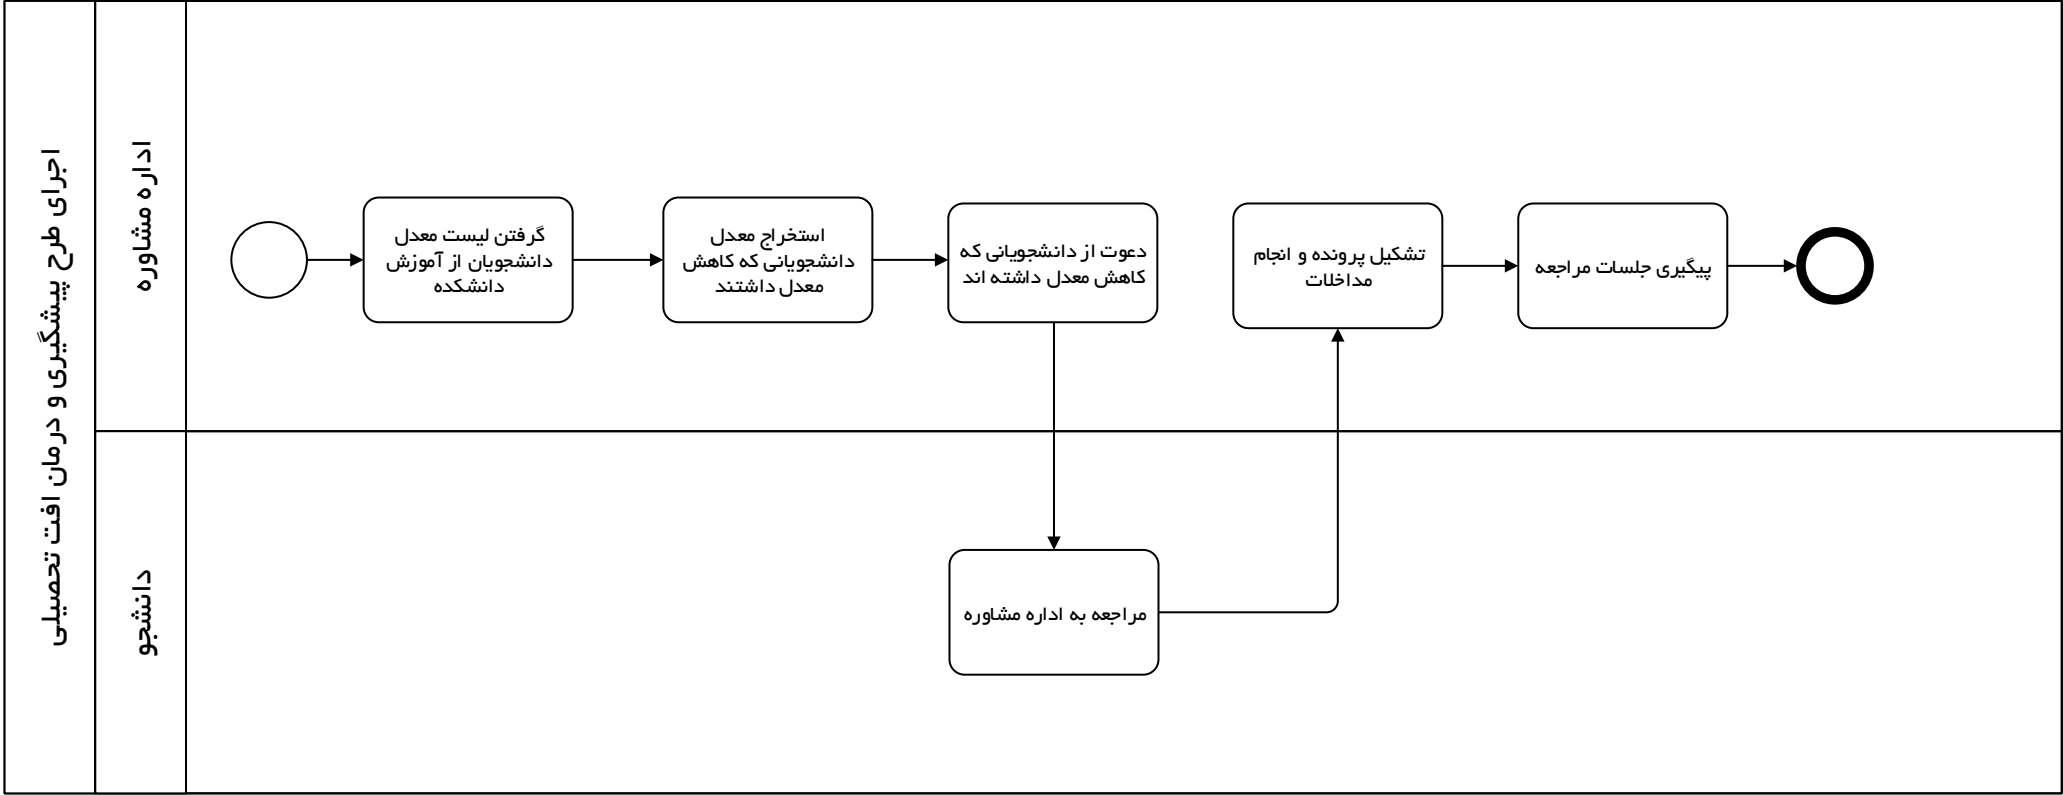 اجرای طرح پیشگیری و درمان افت تحصیلی
اداره مشاوره
گرفتن لیست معدل
دانشجویان از آموزش
دانشکده
استخراج معدل
دانشجویانی که کاهش
معدل داشتند
دعوت از دانشجویانی که
کاهش معدل داشته اند
تشکیل پرونده و انجام
مداخلات
پیگیری جلسات مراجعه
دانشجو
مراجعه به اداره مشاوره